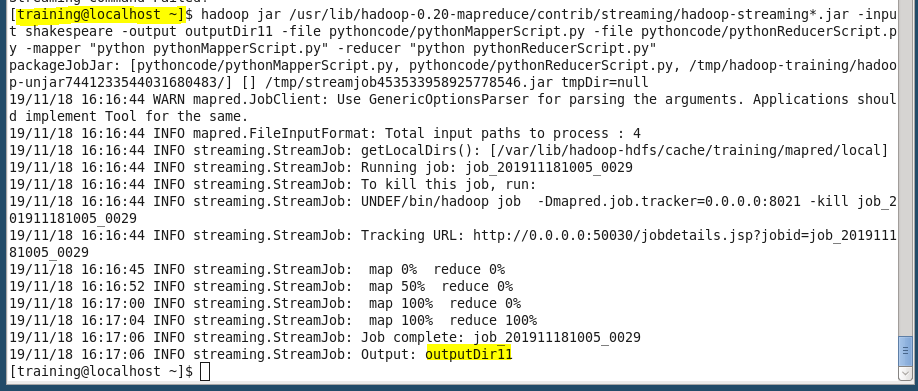 [training@localhost ~]$ hadoop jar /usr/lib/hadoop-0.20-mapreduce/contrib/streaming/hadoop-streaming*.jar -inpu
t shakespeare -output outputDir11 -file pythoncode/pythonMapperScript.py -file pythoncode/pythonReducerScript.p
y -mapper "python pythonMapperScript.py" -reducer "python pythonReducerScript.py"
packageJobJar: [pythoncode/pythonMapperScript.py, pythoncode/pythonReducerScript.py, /tmp/hadoop-training/hadoo
p-unjar7441233544031680483/] [] /tmp/streamjob453533958925778546.jar tmpDir=null
19/11/18 16:16:44 WARN mapred.JobClient: Use GenericOptionsParser for parsing the arguments. Applications shoul
d implement Tool for the same.
19/11/18 16:16:44 INFO mapred.FileInputFormat: Total input paths to process : 4
19/11/18 16:16:44 INFO streaming.StreamJob: getLocalDirs(): [/var/lib/hadoop-hdfs/cache/training/mapred/local]
19/11/18 16:16:44 INFO streaming.StreamJob: Running job: job_201911181005_0029
19/11/18 16:16:44 INFO streaming.StreamJob: To kill this job, run:
19/11/18 16:16:44 INFO streaming.StreamJob: UNDEF/bin/hadoop job  -Dmapred.job.tracker=0.0.0.0:8021 -kill job_2
01911181005_0029
19/11/18 16:16:44 INFO streaming.StreamJob: Tracking URL: http://0.0.0.0:50030/jobdetails.jsp?jobid=job_2019111
81005_0029
19/11/18 16:16:45 INFO streaming.StreamJob:  map 0%  reduce 0%
19/11/18 16:16:52 INFO streaming.StreamJob:  map 50%  reduce 0%
19/11/18 16:17:00 INFO streaming.StreamJob:  map 100%  reduce 0%
19/11/18 16:17:04 INFO streaming.StreamJob:  map 100%  reduce 100%
19/11/18 16:17:06 INFO streaming.StreamJob: Job complete: job_201911181005_0029
19/11/18 16:17:06 INFO streaming.StreamJob: Output: outputDir11
[training@localhost ~]$